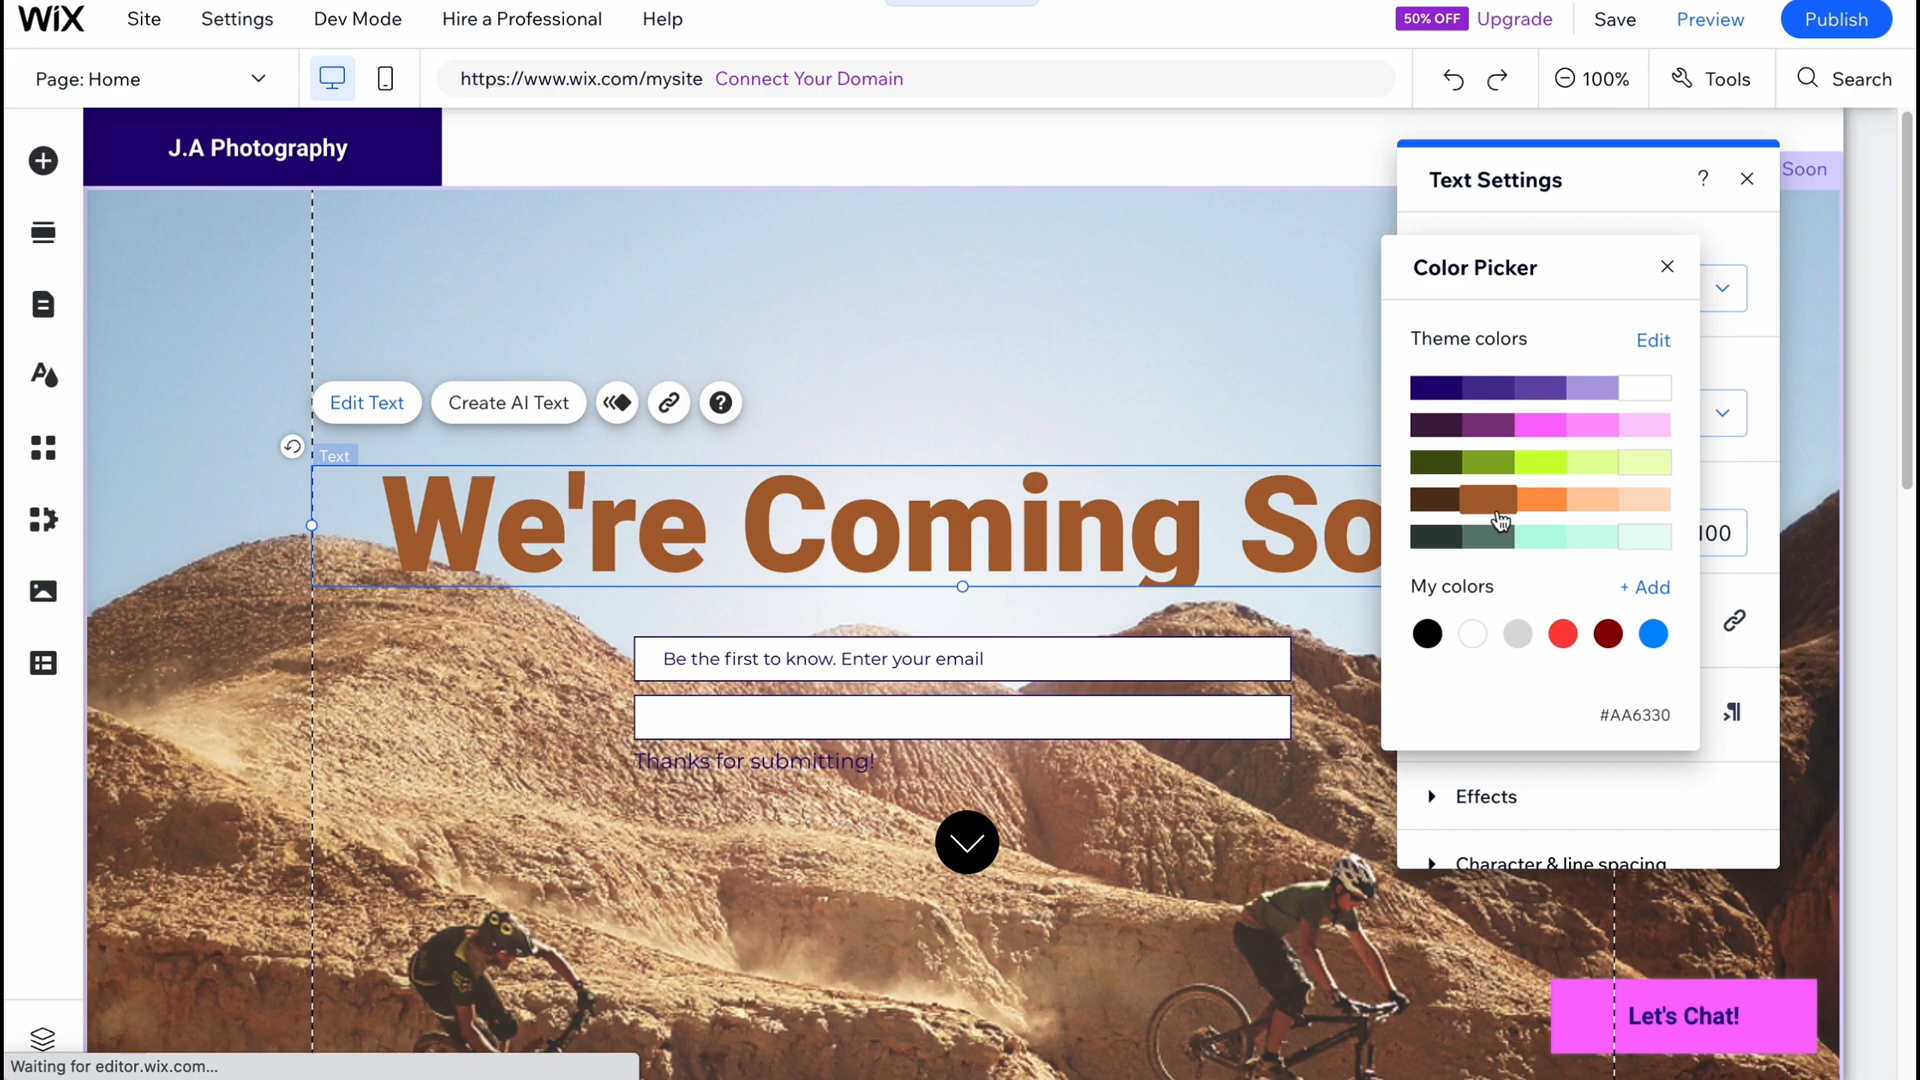 WiX Site Settings Dev Mode Hire a Professional Help 50% OFF Upgrade Save Preview Publish
Page: Home https://www.wix.com/mysite Connect Your Domain 100% Tools Search
J.A Photography
Soon
Text Settings ?
Color Picker
Theme colors Edit
Edit Text Create AI Text ?
Text
We're Coming So
100
My colors + Add
Be the first to know. Enter your email
#AA6330
Thanks for submitting!
Effects
Character & line spacing
Let's Chat!
Waiting for editor.wix.com...